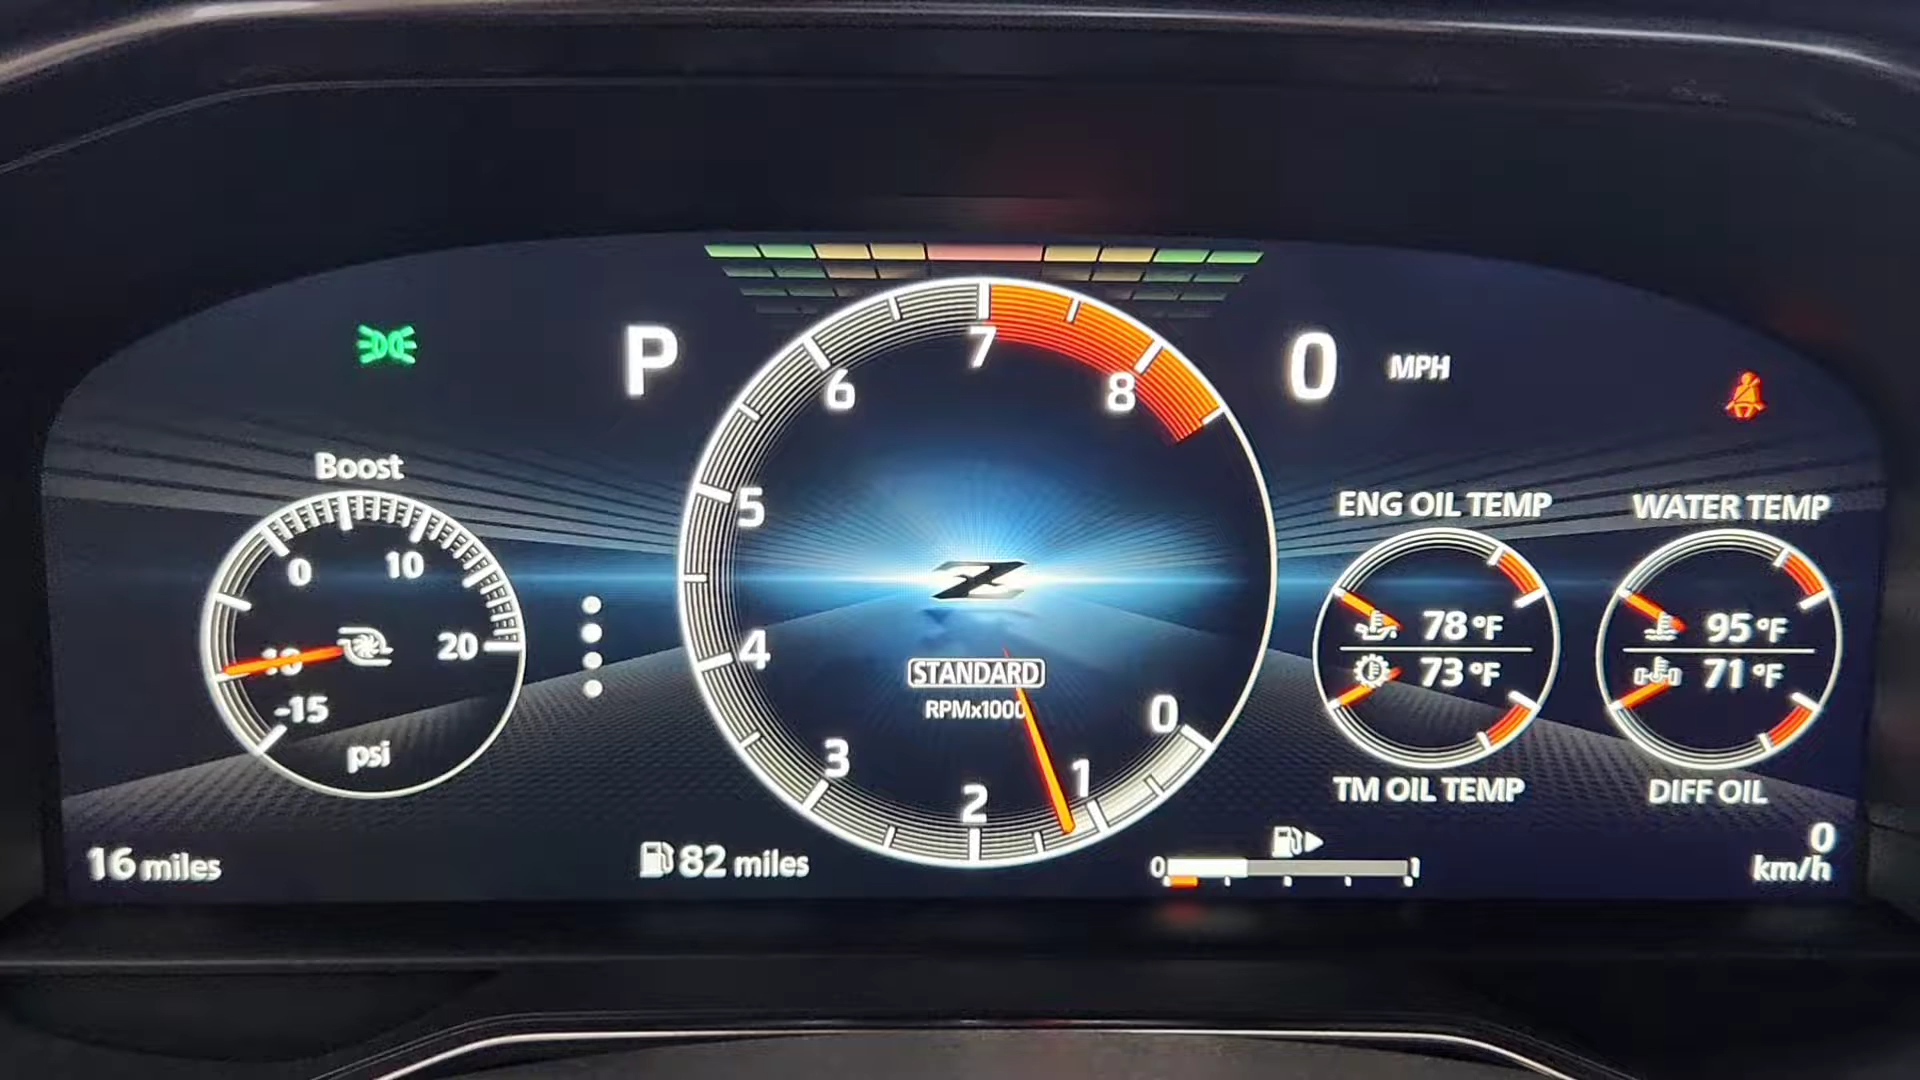 P
0 MPH
7
6
8
5
4
3
2
1
0
Z
STANDARD
RPMx1000
Boost
0
10
20
-10
-15
psi
ENG OIL TEMP
78 °F
73 °F
TM OIL TEMP
WATER TEMP
95 °F
71 °F
DIFF OIL
16 miles
82 miles
0 1
0
km/h